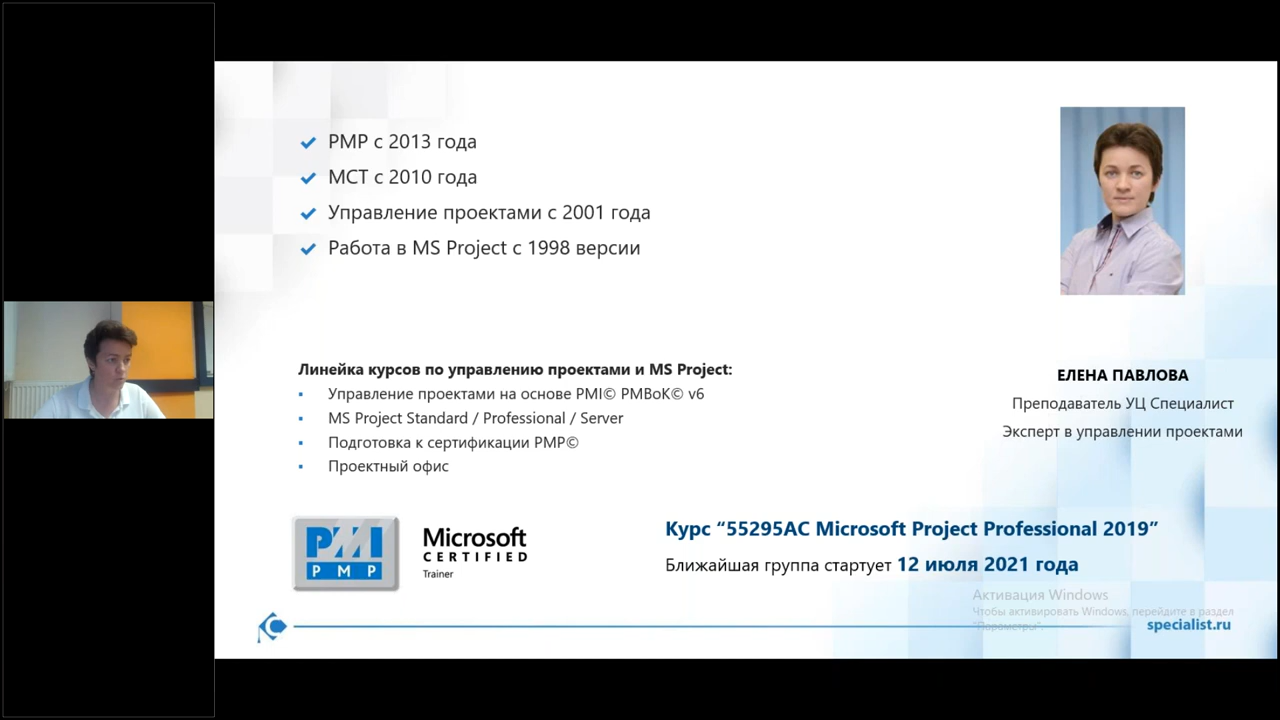 PMP с 2013 года
MCT с 2010 года
Управление проектами с 2001 года
Работа в MS Project с 1998 версии
Линейка курсов по управлению проектами и MS Project:
Управление проектами на основе PMI© PMBoK© v6
MS Project Standard / Professional / Server
Подготовка к сертификации PMP©
Проектный офис
ЕЛЕНА ПАВЛОВА
Преподаватель УЦ Специалист
Эксперт в управлении проектами
PMI
PMP
Microsoft
CERTIFIED
Trainer
Курс “55295AC Microsoft Project Professional 2019”
Ближайшая группа стартует 12 июля 2021 года
Активация Windows
Чтобы активировать Windows, перейдите в раздел
"Параметры".
specialist.ru